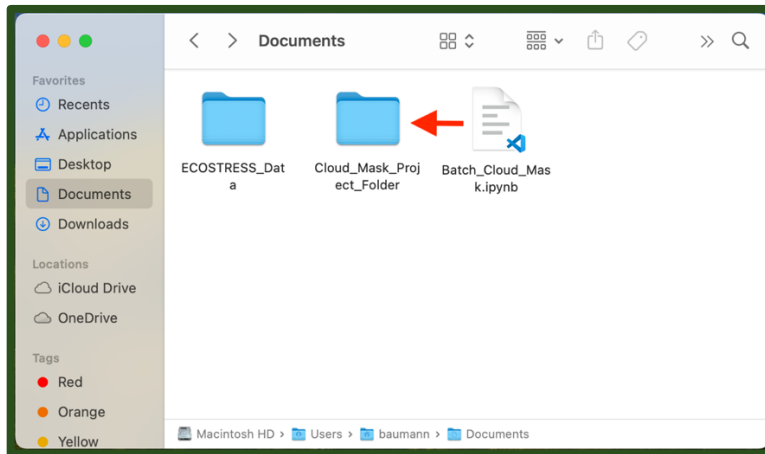 Documents
Favorites
Recents
Applications
Desktop
Documents
Downloads
Locations
iCloud Drive
OneDrive
Tags
Red
Orange
Yellow
ECOSTRESS_Dat
a
Cloud_Mask_Proj
ect_Folder
Batch_Cloud_Mas
k.ipynb
Macintosh HD › Users › baumann › Documents